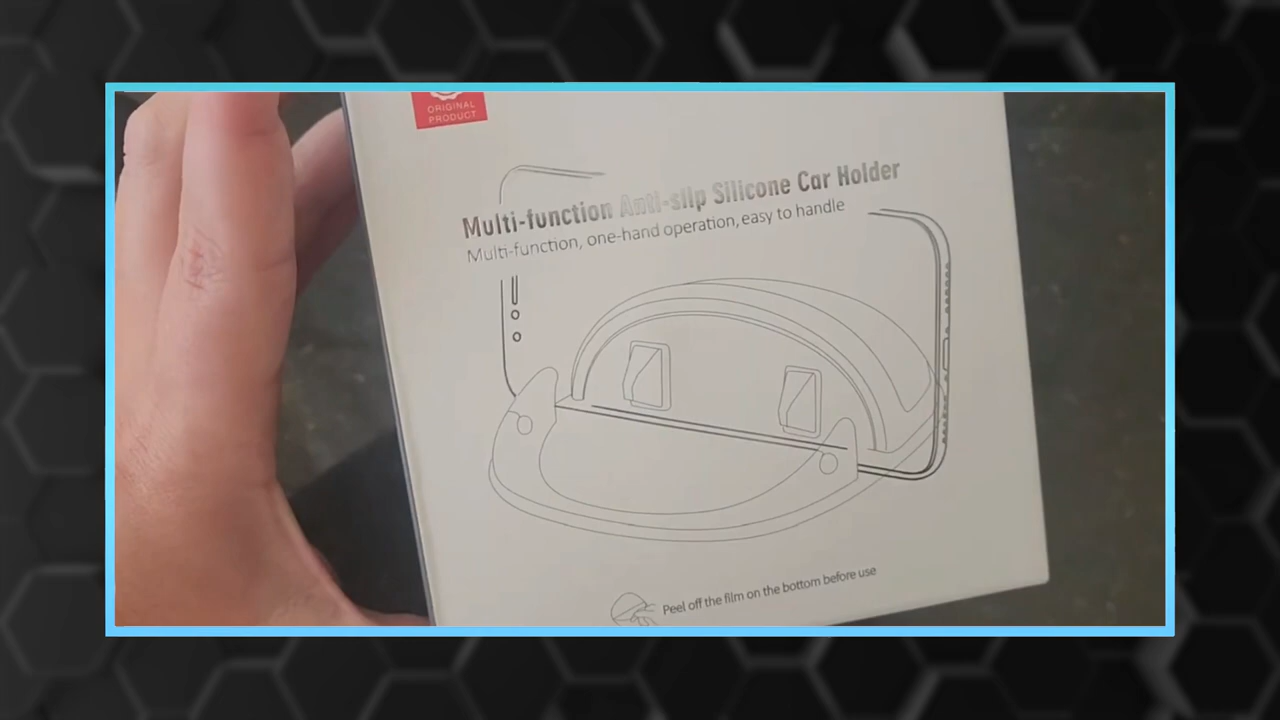 ORIGINAL
PRODUCT
Multi-function Anti-slip Silicone Car Holder
Multi-function, one-hand operation, easy to handle
Peel off the film on the bottom before use